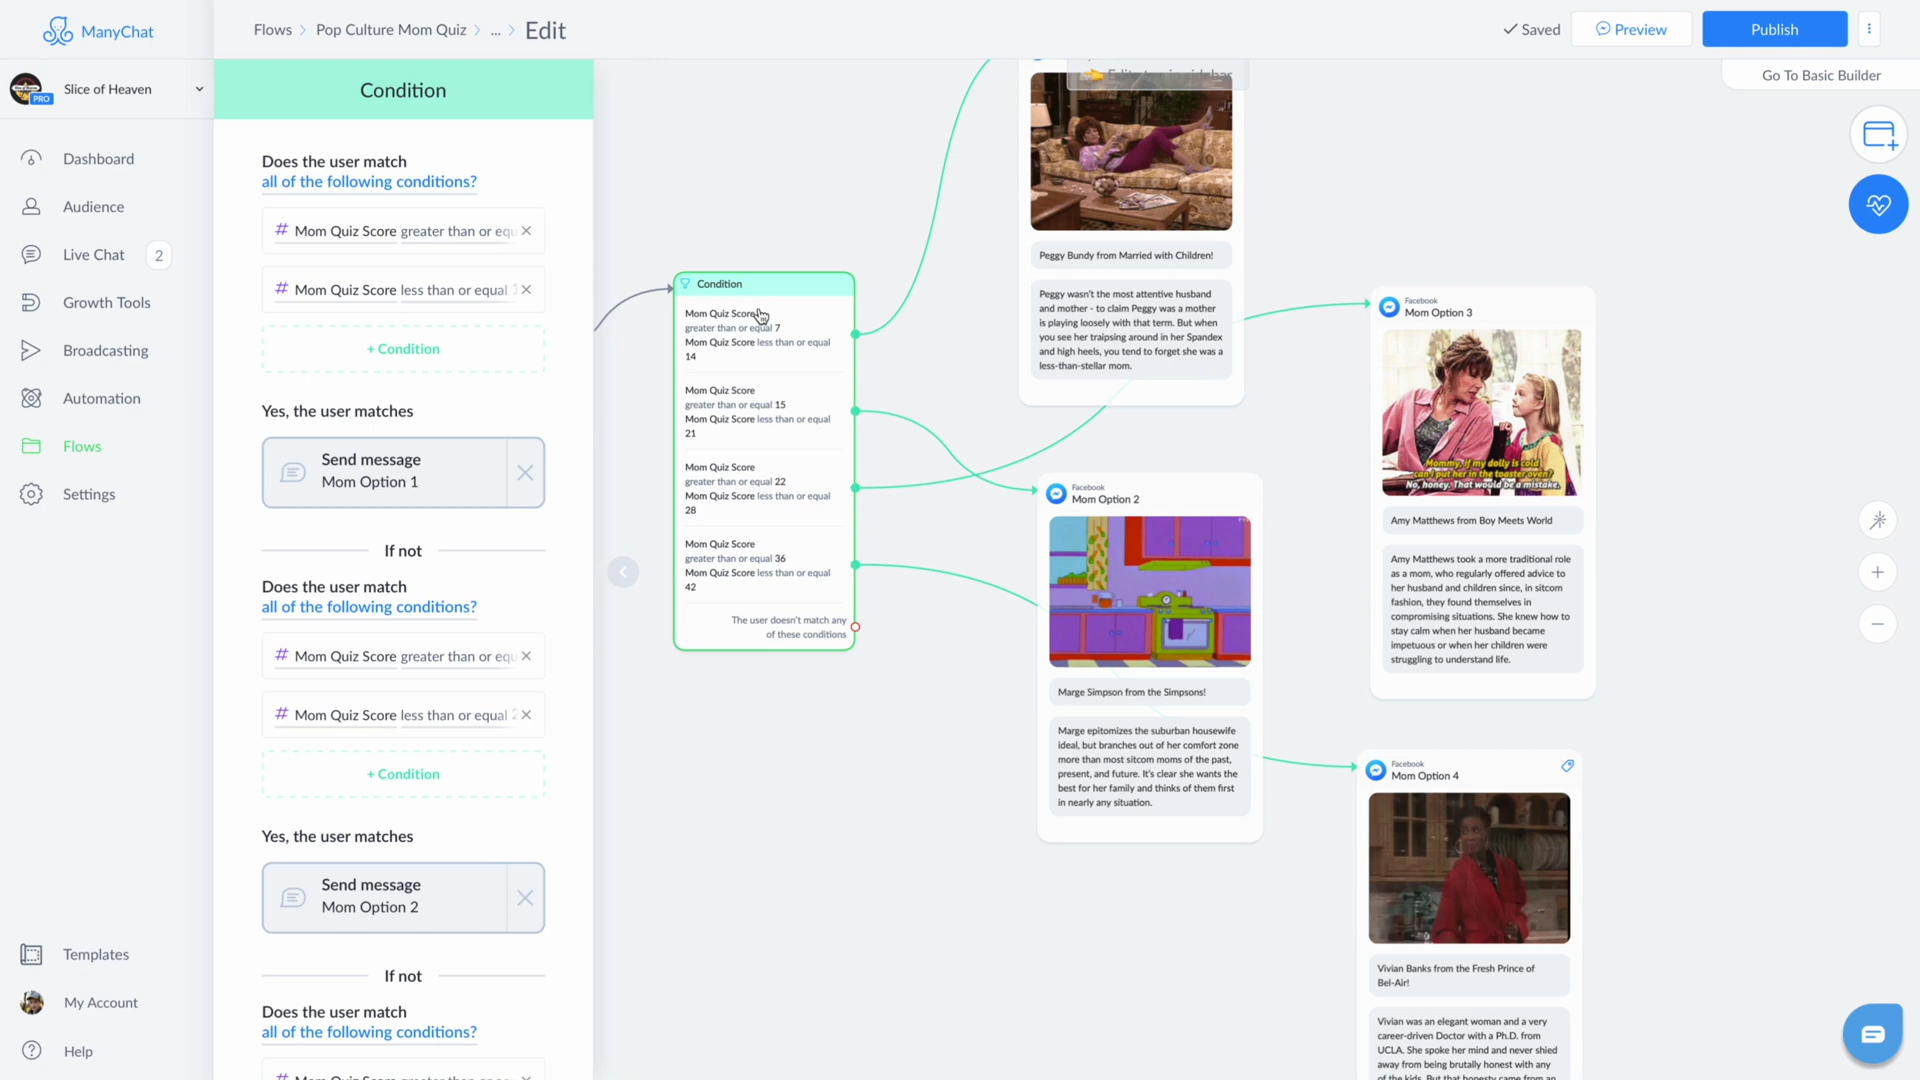 ManyChat
Flows > Pop Culture Mom Quiz > ... > Edit
Saved
Preview
Publish
Go To Basic Builder
PRO
Slice of Heaven
Dashboard
Audience
Live Chat 2
Growth Tools
Broadcasting
Automation
Flows
Settings
Templates
My Account
Help
Condition
Does the user match
all of the following conditions?
# Mom Quiz Score greater than or equ
# Mom Quiz Score less than or equal
+ Condition
Yes, the user matches
Send message
Mom Option 1
If not
Does the user match
all of the following conditions?
# Mom Quiz Score greater than or equ
# Mom Quiz Score less than or equal
+ Condition
Yes, the user matches
Send message
Mom Option 2
If not
Does the user match
all of the following conditions?
Condition
Mom Quiz Score
greater than or equal 7
Mom Quiz Score less than or equal
14
Mom Quiz Score
greater than or equal 15
Mom Quiz Score less than or equal
21
Mom Quiz Score
greater than or equal 22
Mom Quiz Score less than or equal
28
Mom Quiz Score
greater than or equal 36
Mom Quiz Score less than or equal
42
The user doesn't match any
of these conditions
Peggy Bundy from Married with Children!
Peggy wasn't the most attentive husband
and mother - to claim Peggy was a mother
is playing loosely with that term. But when
you see her traipsing around in her Spandex
and high heels, you tend to forget she was a
less-than-stellar mom.
Facebook
Mom Option 2
Marge Simpson from the Simpsons!
Marge epitomizes the suburban housewife
ideal, but branches out of her comfort zone
more than most sitcom moms of the past,
present, and future. It's clear she wants the
best for her family and thinks of them first
in nearly any situation.
Facebook
Mom Option 3
Mommy, if my dolly is cold,
can I put her in the toaster oven?
No, honey. That would be a mistake.
Amy Matthews from Boy Meets World
Amy Matthews took a more traditional role
as a mom, who regularly offered advice to
her husband and children since, in sitcom
fashion, they found themselves in
compromising situations. She knew how to
stay calm when her husband became
impetuous or when her children were
struggling to understand life.
Facebook
Mom Option 4
Vivian Banks from the Fresh Prince of
Bel-Air!
Vivian was an elegant woman and a very
career-driven Doctor with a Ph.D. from
UCLA. She spoke her mind and never shied
away from being brutally honest with any
of the kids. But that honesty came from an